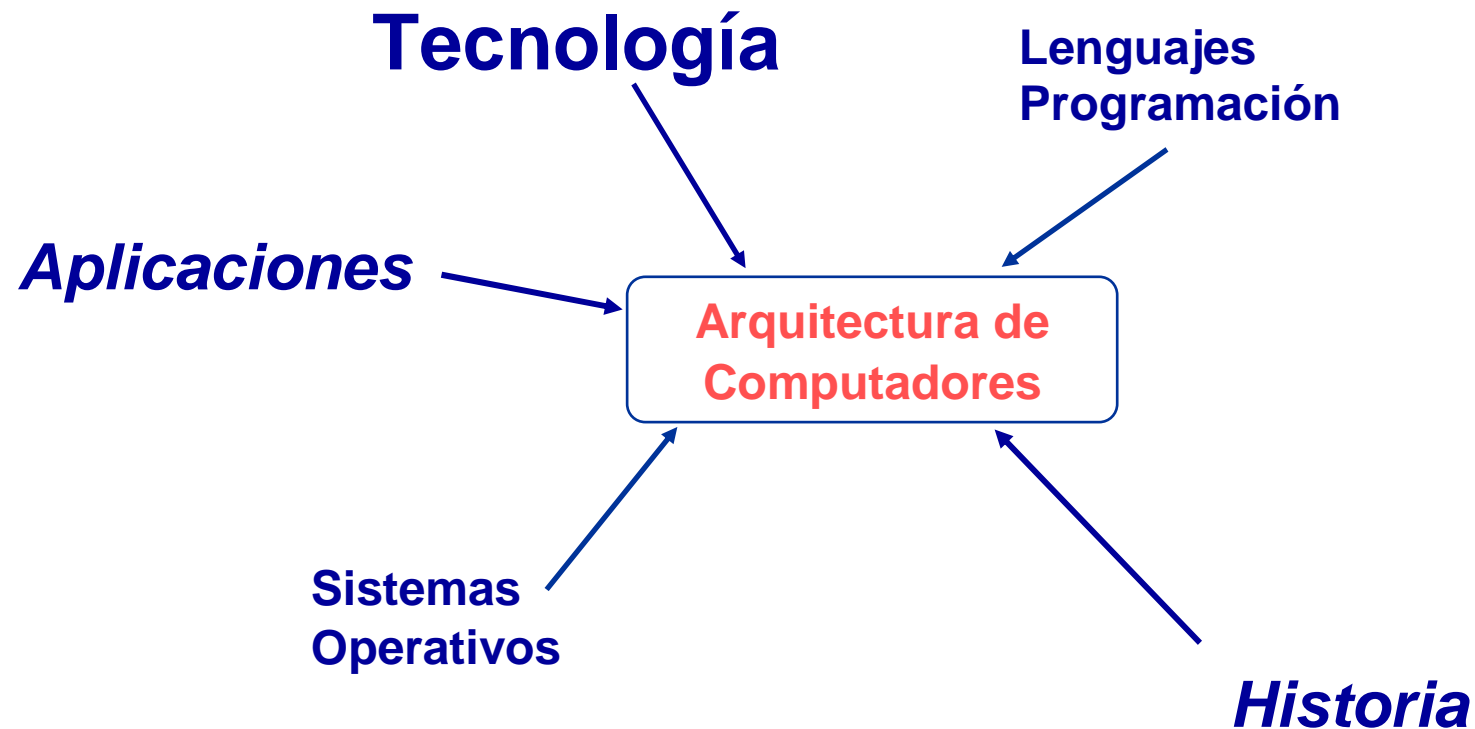 Tecnología
Lenguajes
Programación
Aplicaciones
Arquitectura de
Computadores
Sistemas
Operativos
Historia